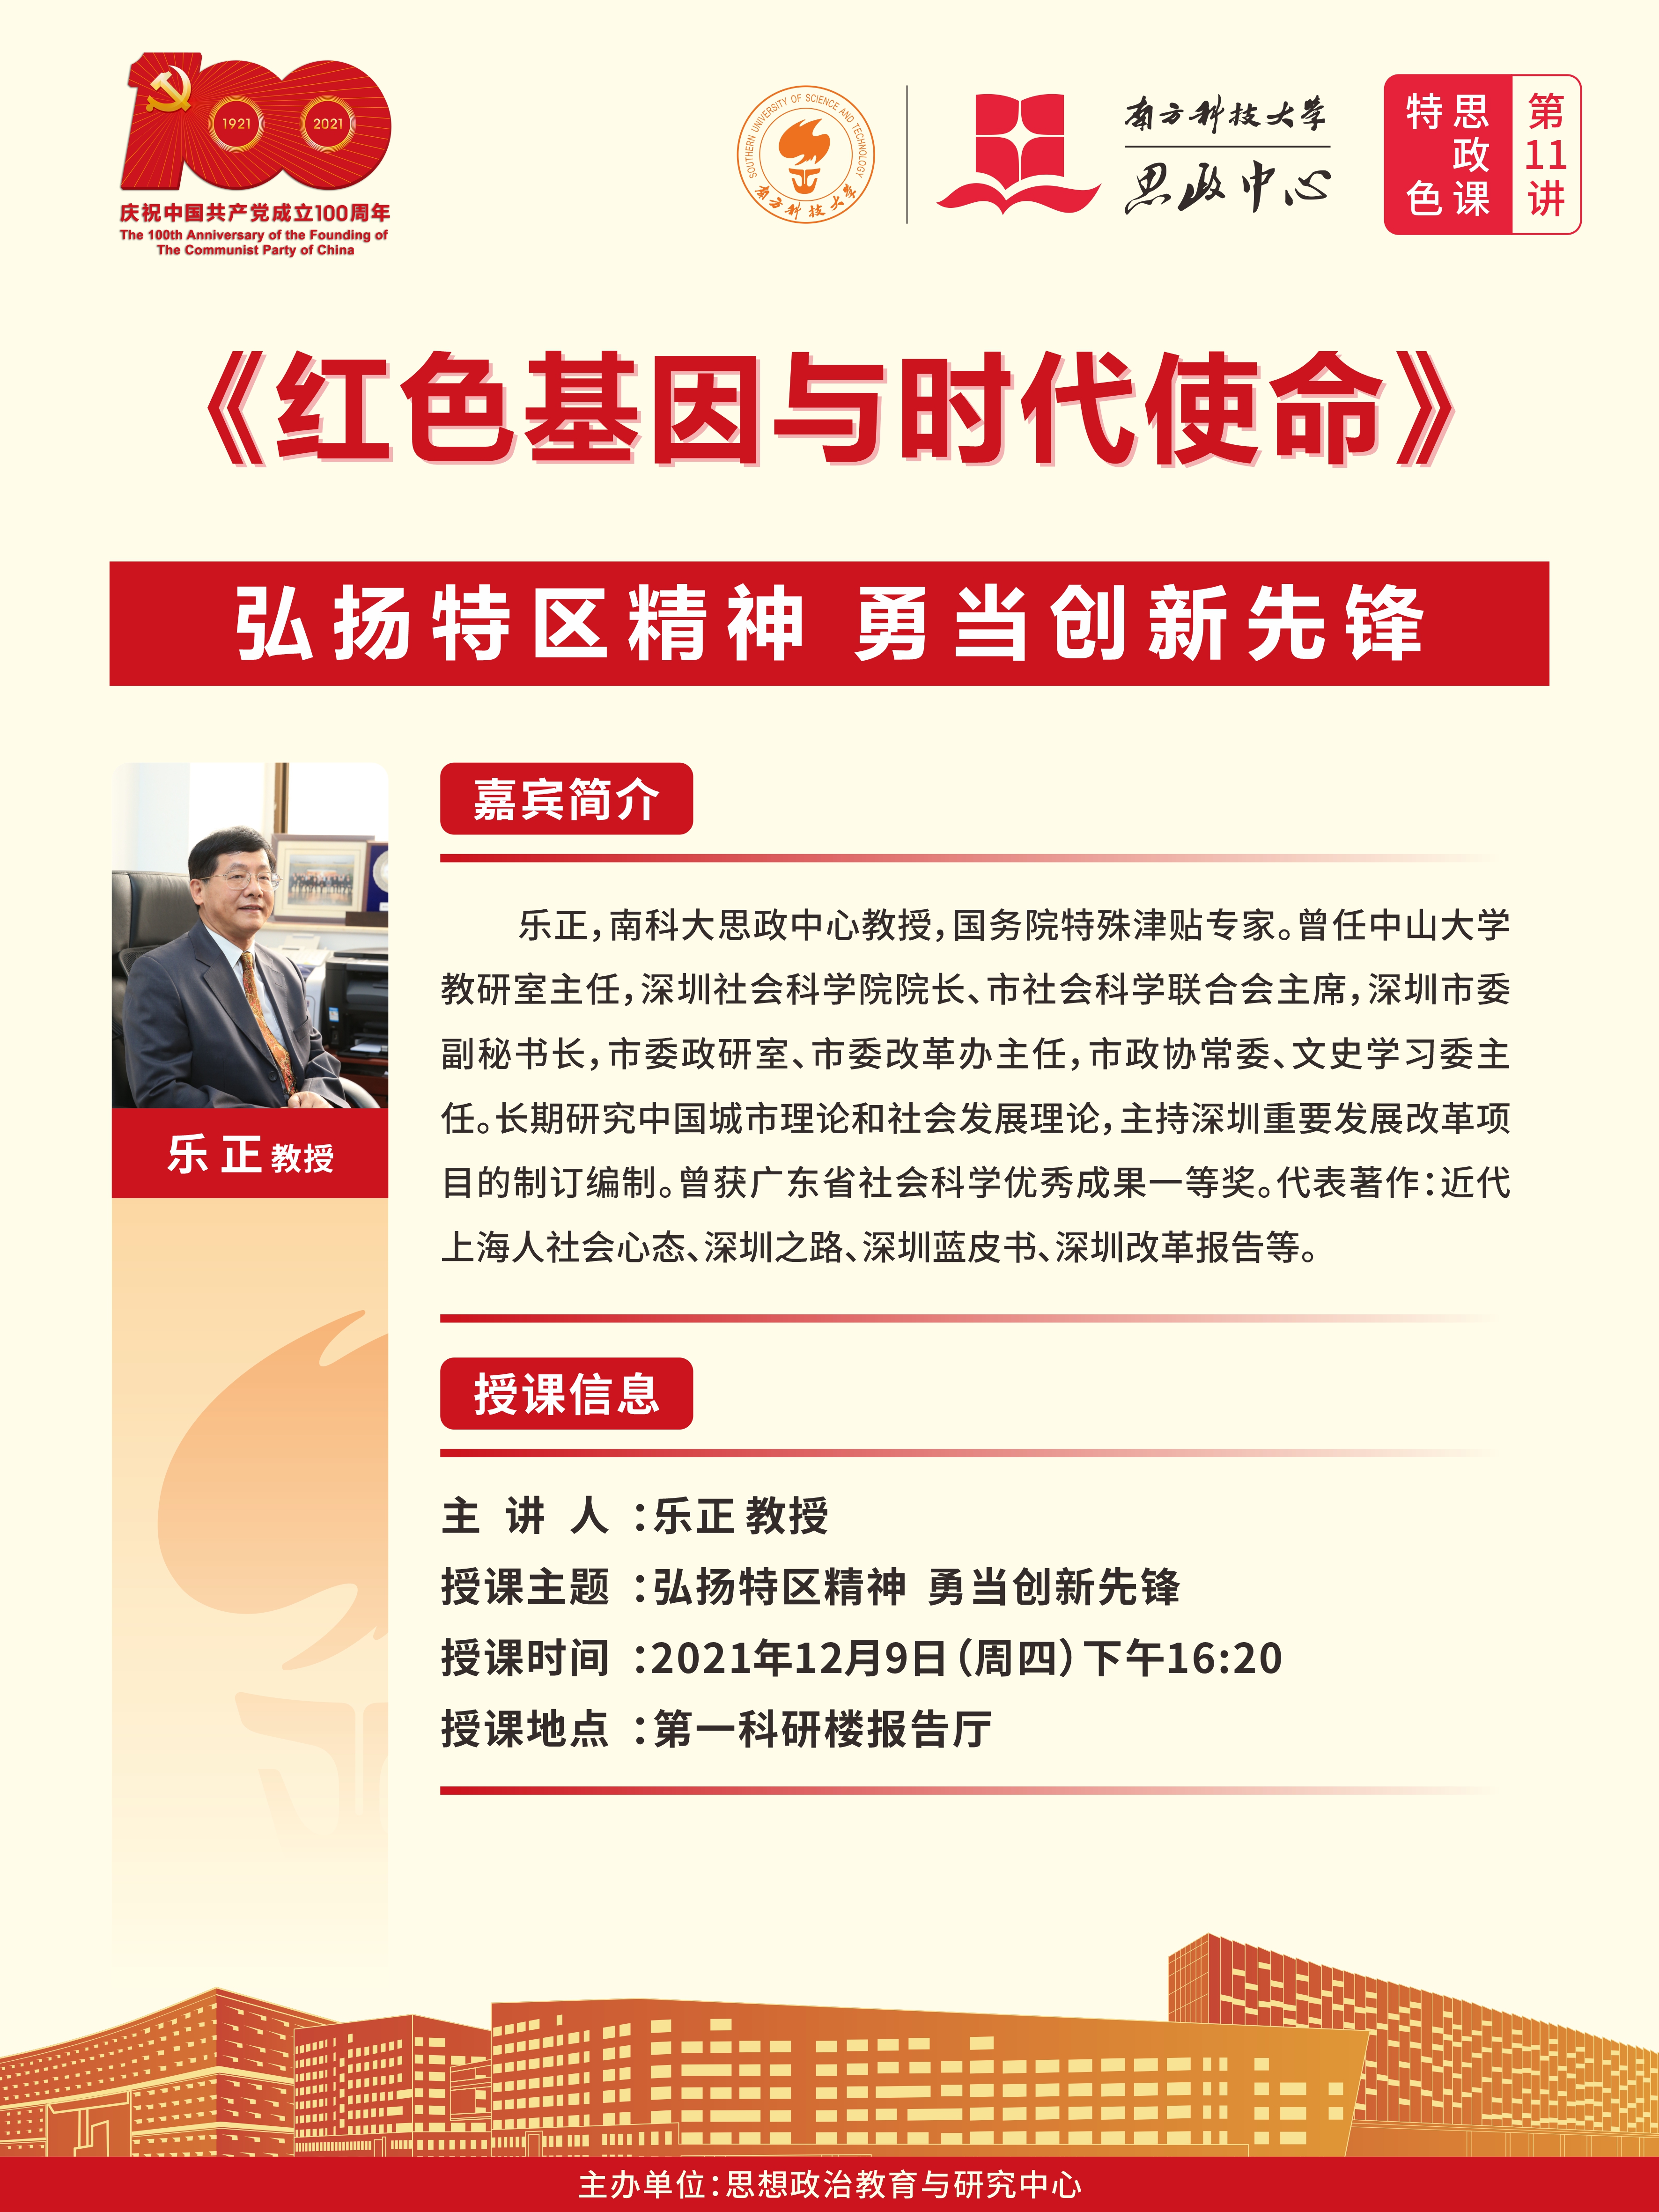 1921
2021
庆祝中国共产党成立100周年
The 100th Anniversary of the Founding of
The Communist Party of China
SOUTHERN UNIVERSITY OF SCIENCE AND TECHNOLOGY
南方科技大学
南方科技大学
思政中心
特色
思政课
第11讲
《红色基因与时代使命》
弘扬特区精神 勇当创新先锋
嘉宾简介
乐正，南科大思政中心教授，国务院特殊津贴专家。曾任中山大学
教研室主任，深圳社会科学院院长、市社会科学联合会主席，深圳市委
副秘书长，市委政研室、市委改革办主任，市政协常委、文史学习委主
任。长期研究中国城市理论和社会发展理论，主持深圳重要发展改革项
目的制订编制。曾获广东省社会科学优秀成果一等奖。代表著作：近代
上海人社会心态、深圳之路、深圳蓝皮书、深圳改革报告等。
乐正教授
授课信息
主讲人：乐正 教授
授课主题：弘扬特区精神 勇当创新先锋
授课时间：2021年12月9日（周四）下午16:20
授课地点：第一科研楼报告厅
主办单位：思想政治教育与研究中心